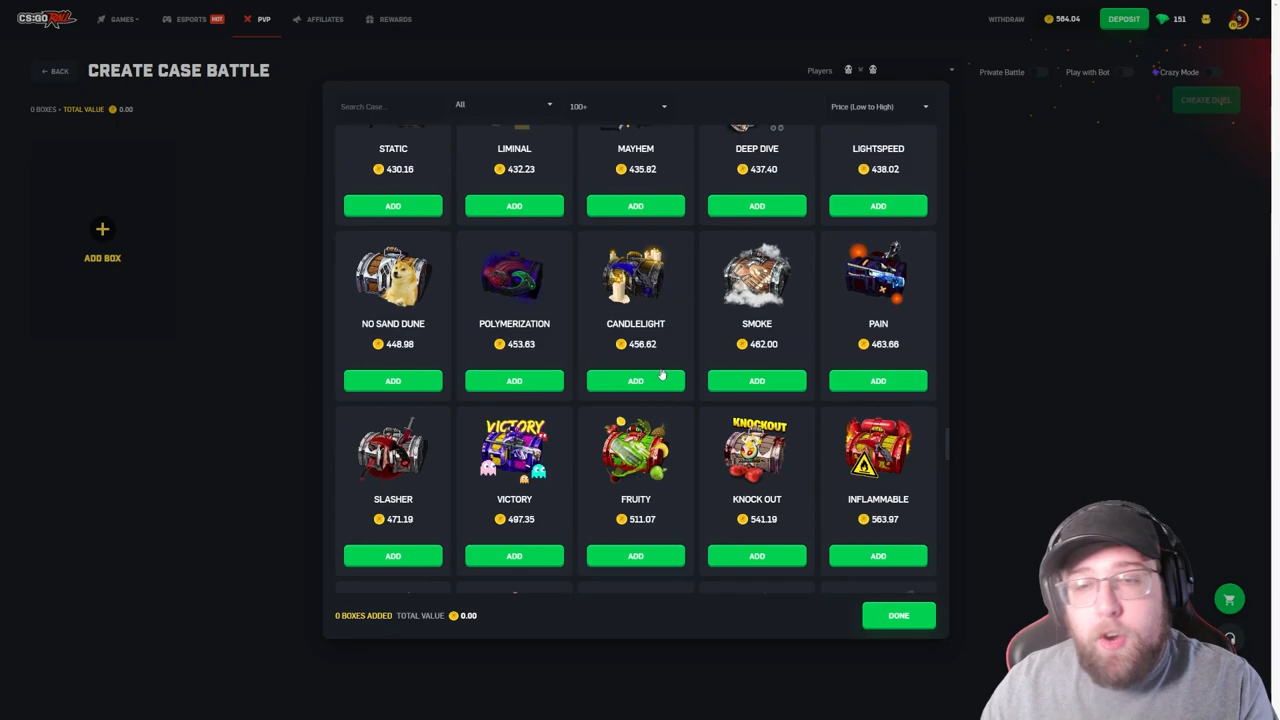 CS:GO ROLL
GAMES
ESPORTS HOT
PVP
AFFILIATES
REWARDS
WITHDRAW
564.04
DEPOSIT
151
← BACK
CREATE CASE BATTLE
0 BOXES • TOTAL VALUE 0.00
Players
Private Battle
Play with Bot
Crazy Mode
CREATE DUEL
ADD BOX
Search Case...
All
100+
Price (Low to High)
STATIC
LIMINAL
MAYHEM
DEEP DIVE
LIGHTSPEED
430.16
432.23
435.82
437.40
438.02
ADD
ADD
ADD
ADD
ADD
NO SAND DUNE
POLYMERIZATION
CANDLELIGHT
SMOKE
PAIN
448.98
453.63
456.62
462.00
463.66
ADD
ADD
ADD
ADD
ADD
VICTORY
KNOCKOUT
SLASHER
VICTORY
FRUITY
KNOCK OUT
INFLAMMABLE
471.19
497.35
511.07
541.19
563.97
ADD
ADD
ADD
ADD
ADD
0 BOXES ADDED TOTAL VALUE 0.00
DONE